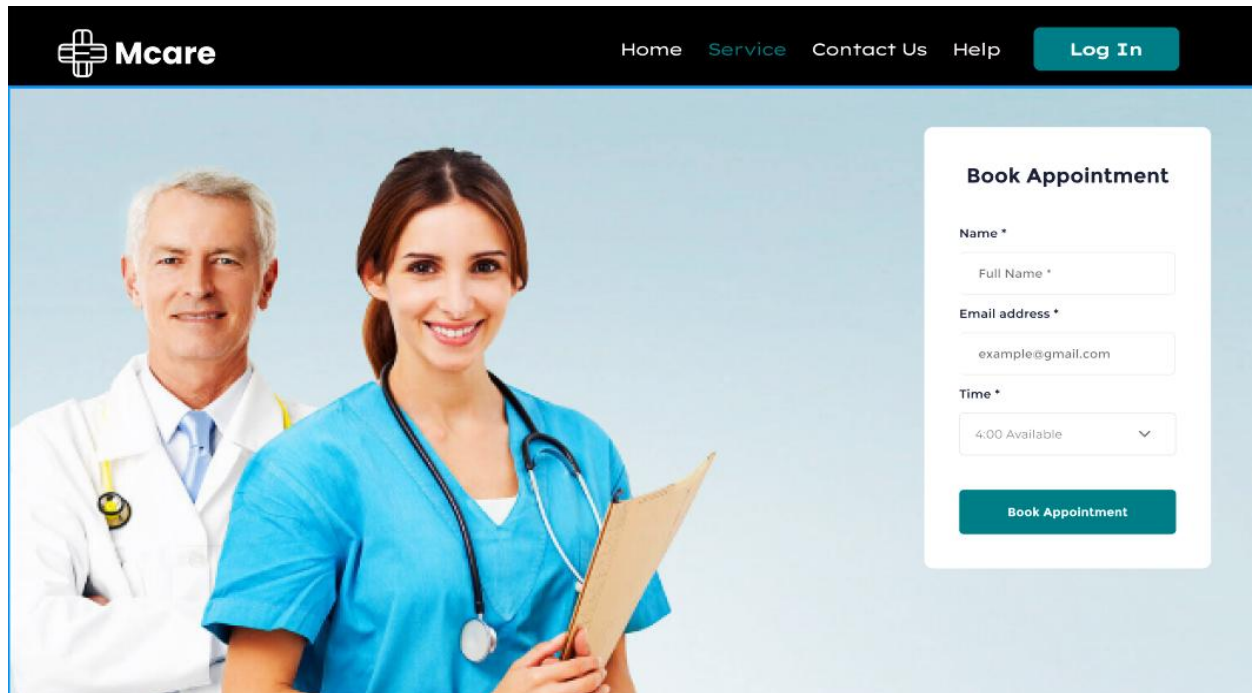 Mcare
Home Service Contact Us Help Log In
Book Appointment
Name *
Full Name *
Email address *
example@gmail.com
Time *
4:00 Available
Book Appointment